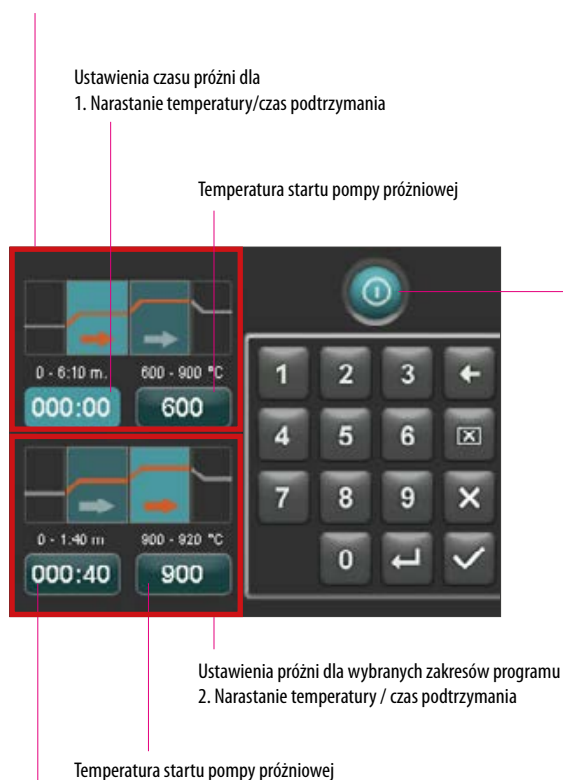 Ustawienia czasu próżni dla
1. Narastanie temperatury/czas podtrzymania
Temperatura startu pompy próżniowej
0 - 6:10 m.
600 - 900 °C
000:00
600
1
2
3
4
5
6
7
8
9
0
0 - 1:40 m
900 - 920 °C
000:40
900
Ustawienia próżni dla wybranych zakresów programu
2. Narastanie temperatury / czas podtrzymania
Temperatura startu pompy próżniowej